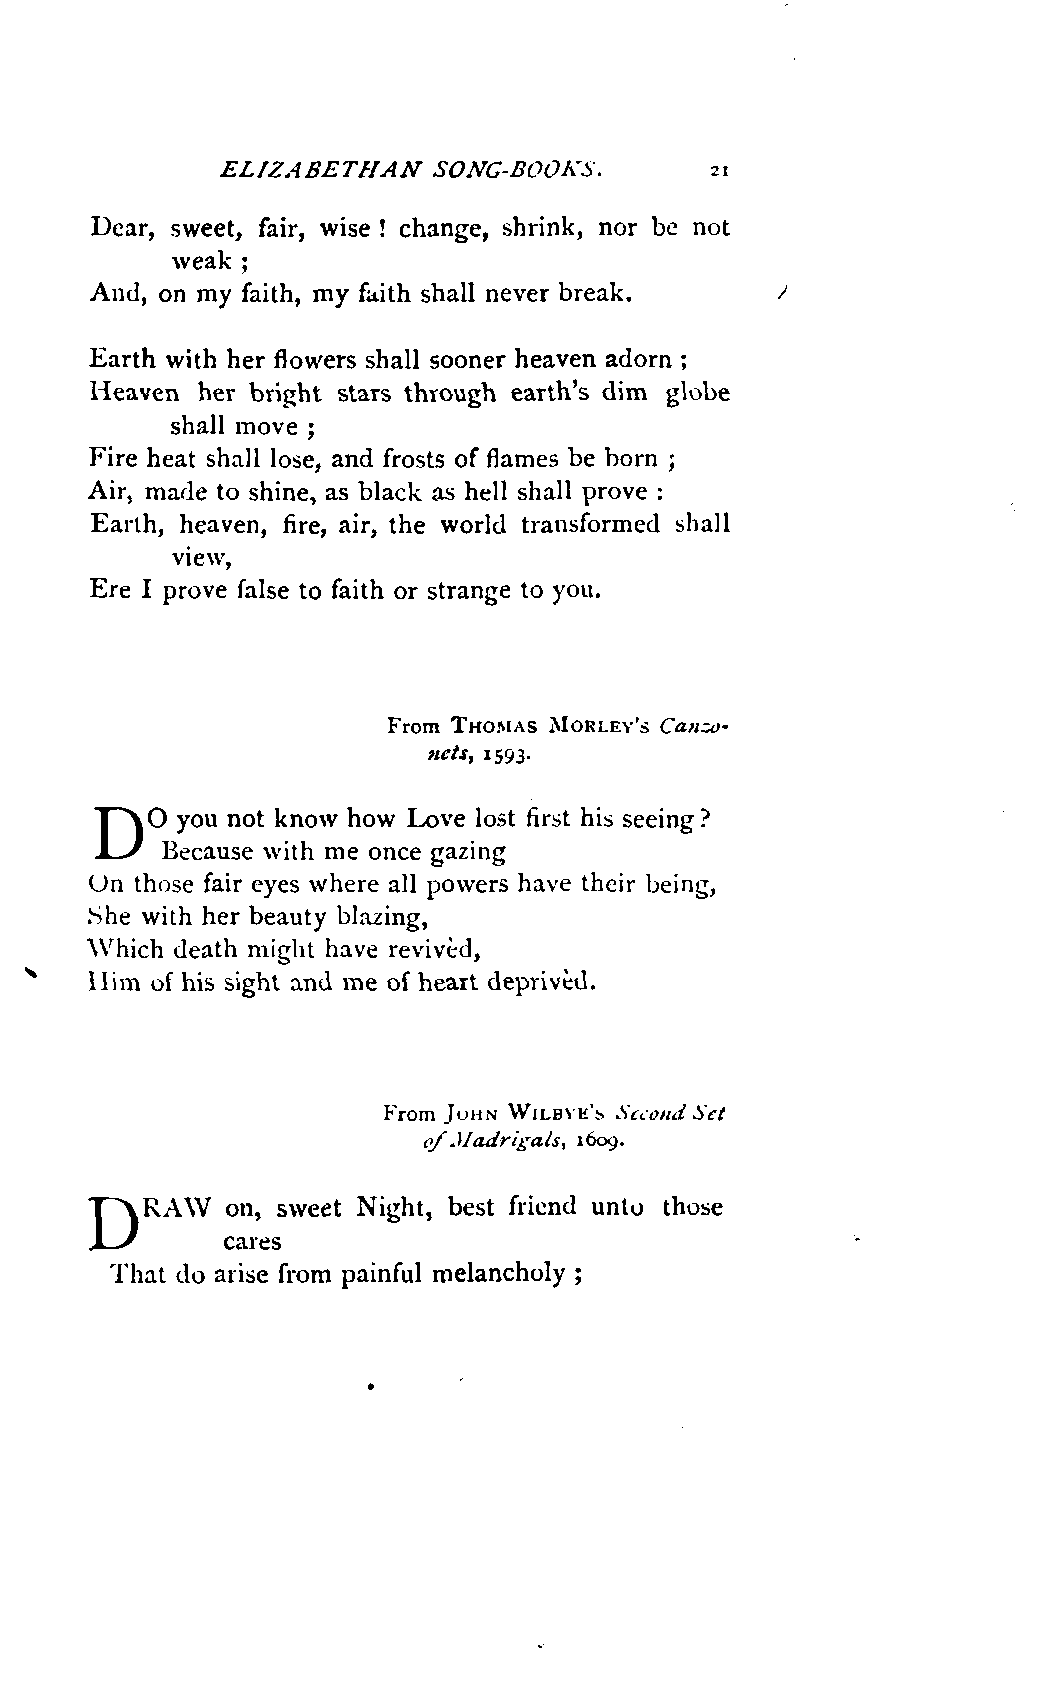 ELIZABETHAN SONG-BOOKS. 21
Dear, sweet, fair, wise ! change, shrink, nor be not
weak ;
And, on my faith, my faith shall never break.
Earth with her flowers shall sooner heaven adorn ;
Heaven her bright stars through earth's dim globe
shall move ;
Fire heat shall lose, and frosts of flames be born ;
Air, made to shine, as black as hell shall prove :
Earth, heaven, fire, air, the world transformed shall
view,
Ere I prove false to faith or strange to you.
From THOMAS MORLEY'S Canzo-
nets, 1593.
DO you not know how Love lost first his seeing?
Because with me once gazing
On those fair eyes where all powers have their being,
She with her beauty blazing,
Which death might have revivèd,
Him of his sight and me of heart deprivèd.
From JOHN WILBYE'S Second Set
of Madrigals, 1609.
DRAW on, sweet Night, best friend unto those
cares
That do arise from painful melancholy ;